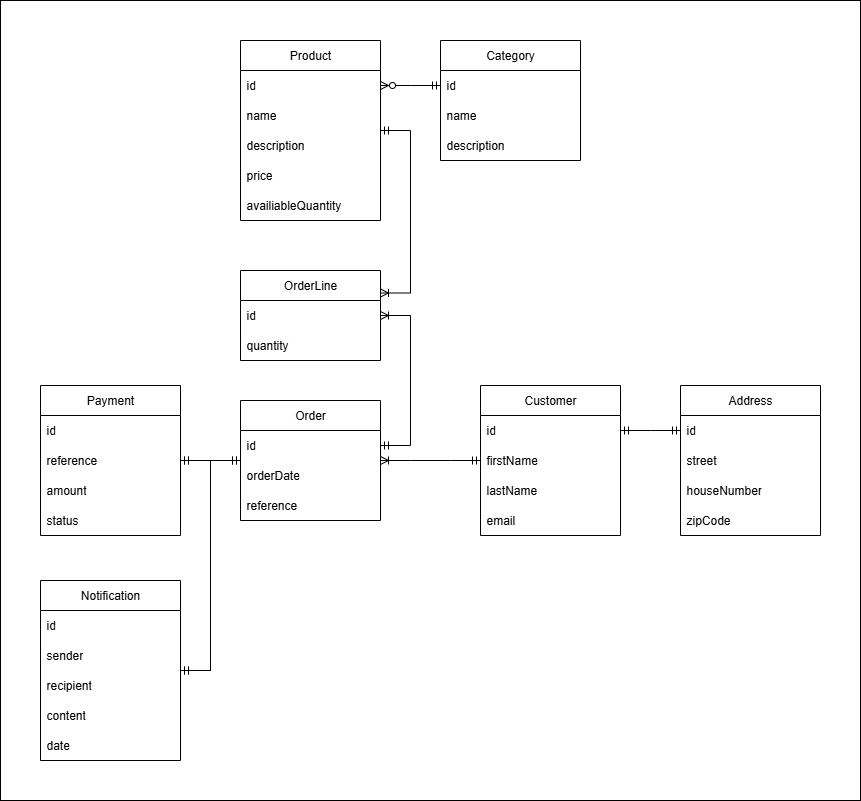 Product
id
name
description
price
availiableQuantity
Category
id
name
description
OrderLine
id
quantity
Payment
id
reference
amount
status
Order
id
orderDate
reference
Customer
id
firstName
lastName
email
Address
id
street
houseNumber
zipCode
Notification
id
sender
recipient
content
date